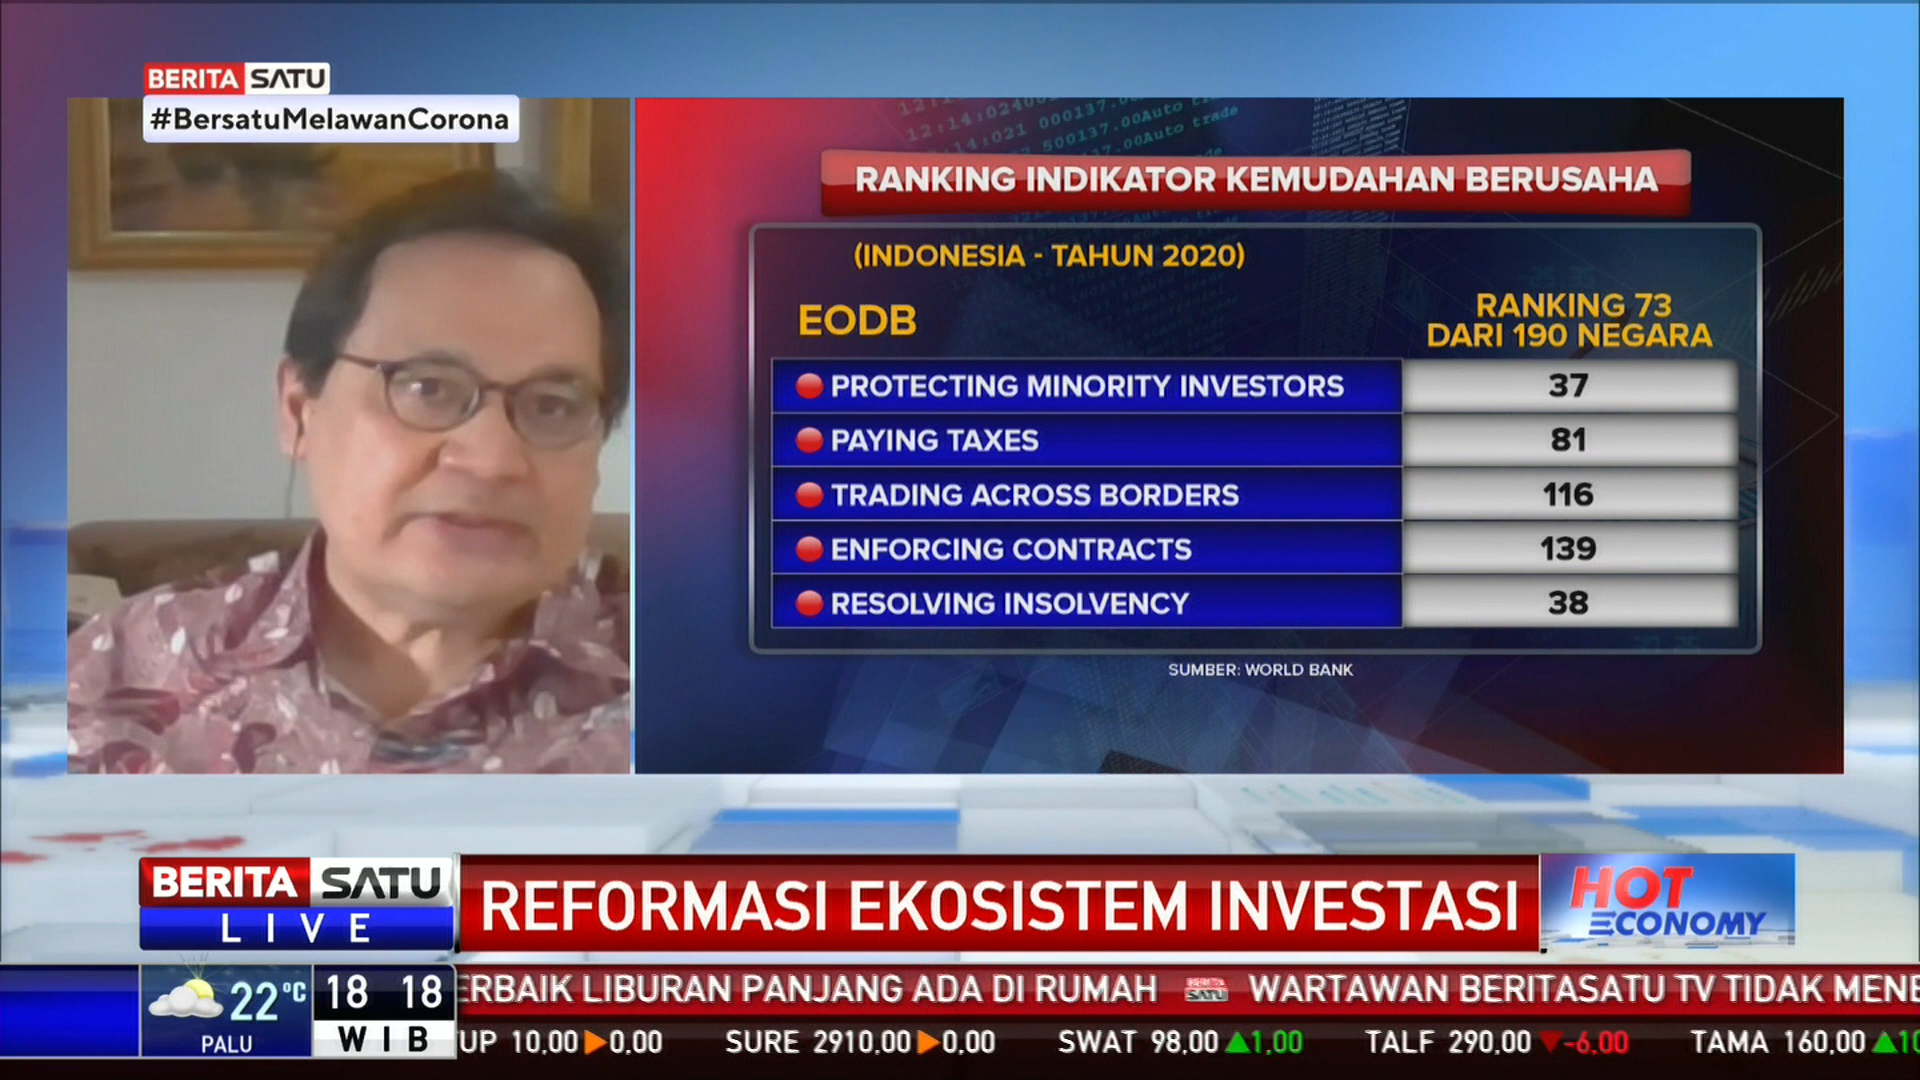 BERITA SATU
#BersatuMelawanCorona
RANKING INDIKATOR KEMUDAHAN BERUSAHA
(INDONESIA - TAHUN 2020)
EODB
RANKING 73
DARI 190 NEGARA
PROTECTING MINORITY INVESTORS 37
PAYING TAXES 81
TRADING ACROSS BORDERS 116
ENFORCING CONTRACTS 139
RESOLVING INSOLVENCY 38
SUMBER: WORLD BANK
BERITA SATU
LIVE
REFORMASI EKOSISTEM INVESTASI
HOT
ECONOMY
22°C
PALU
18 18
WIB
ERBAIK LIBURAN PANJANG ADA DI RUMAH BERITA SATU WARTAWAN BERITASATU TV TIDAK MENE
UP 10,00 0,00 SURE 2910,00 0,00 SWAT 98,00 1,00 TALF 290,00 -6,00 TAMA 160,00 10